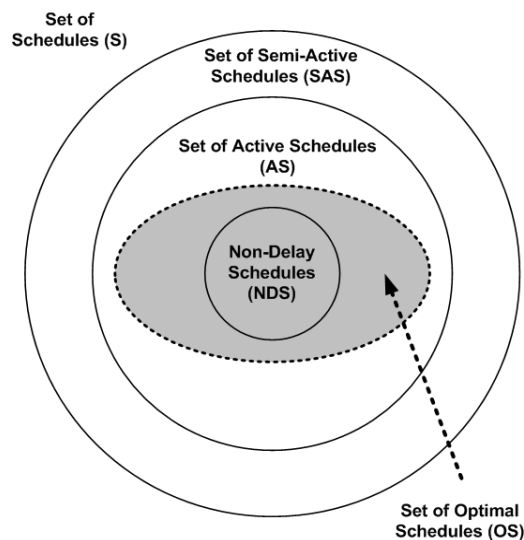 Set of
Schedules (S)
Set of Semi-Active
Schedules (SAS)
Set of Active Schedules
(AS)
Non-Delay
Schedules
(NDS)
Set of Optimal
Schedules (OS)